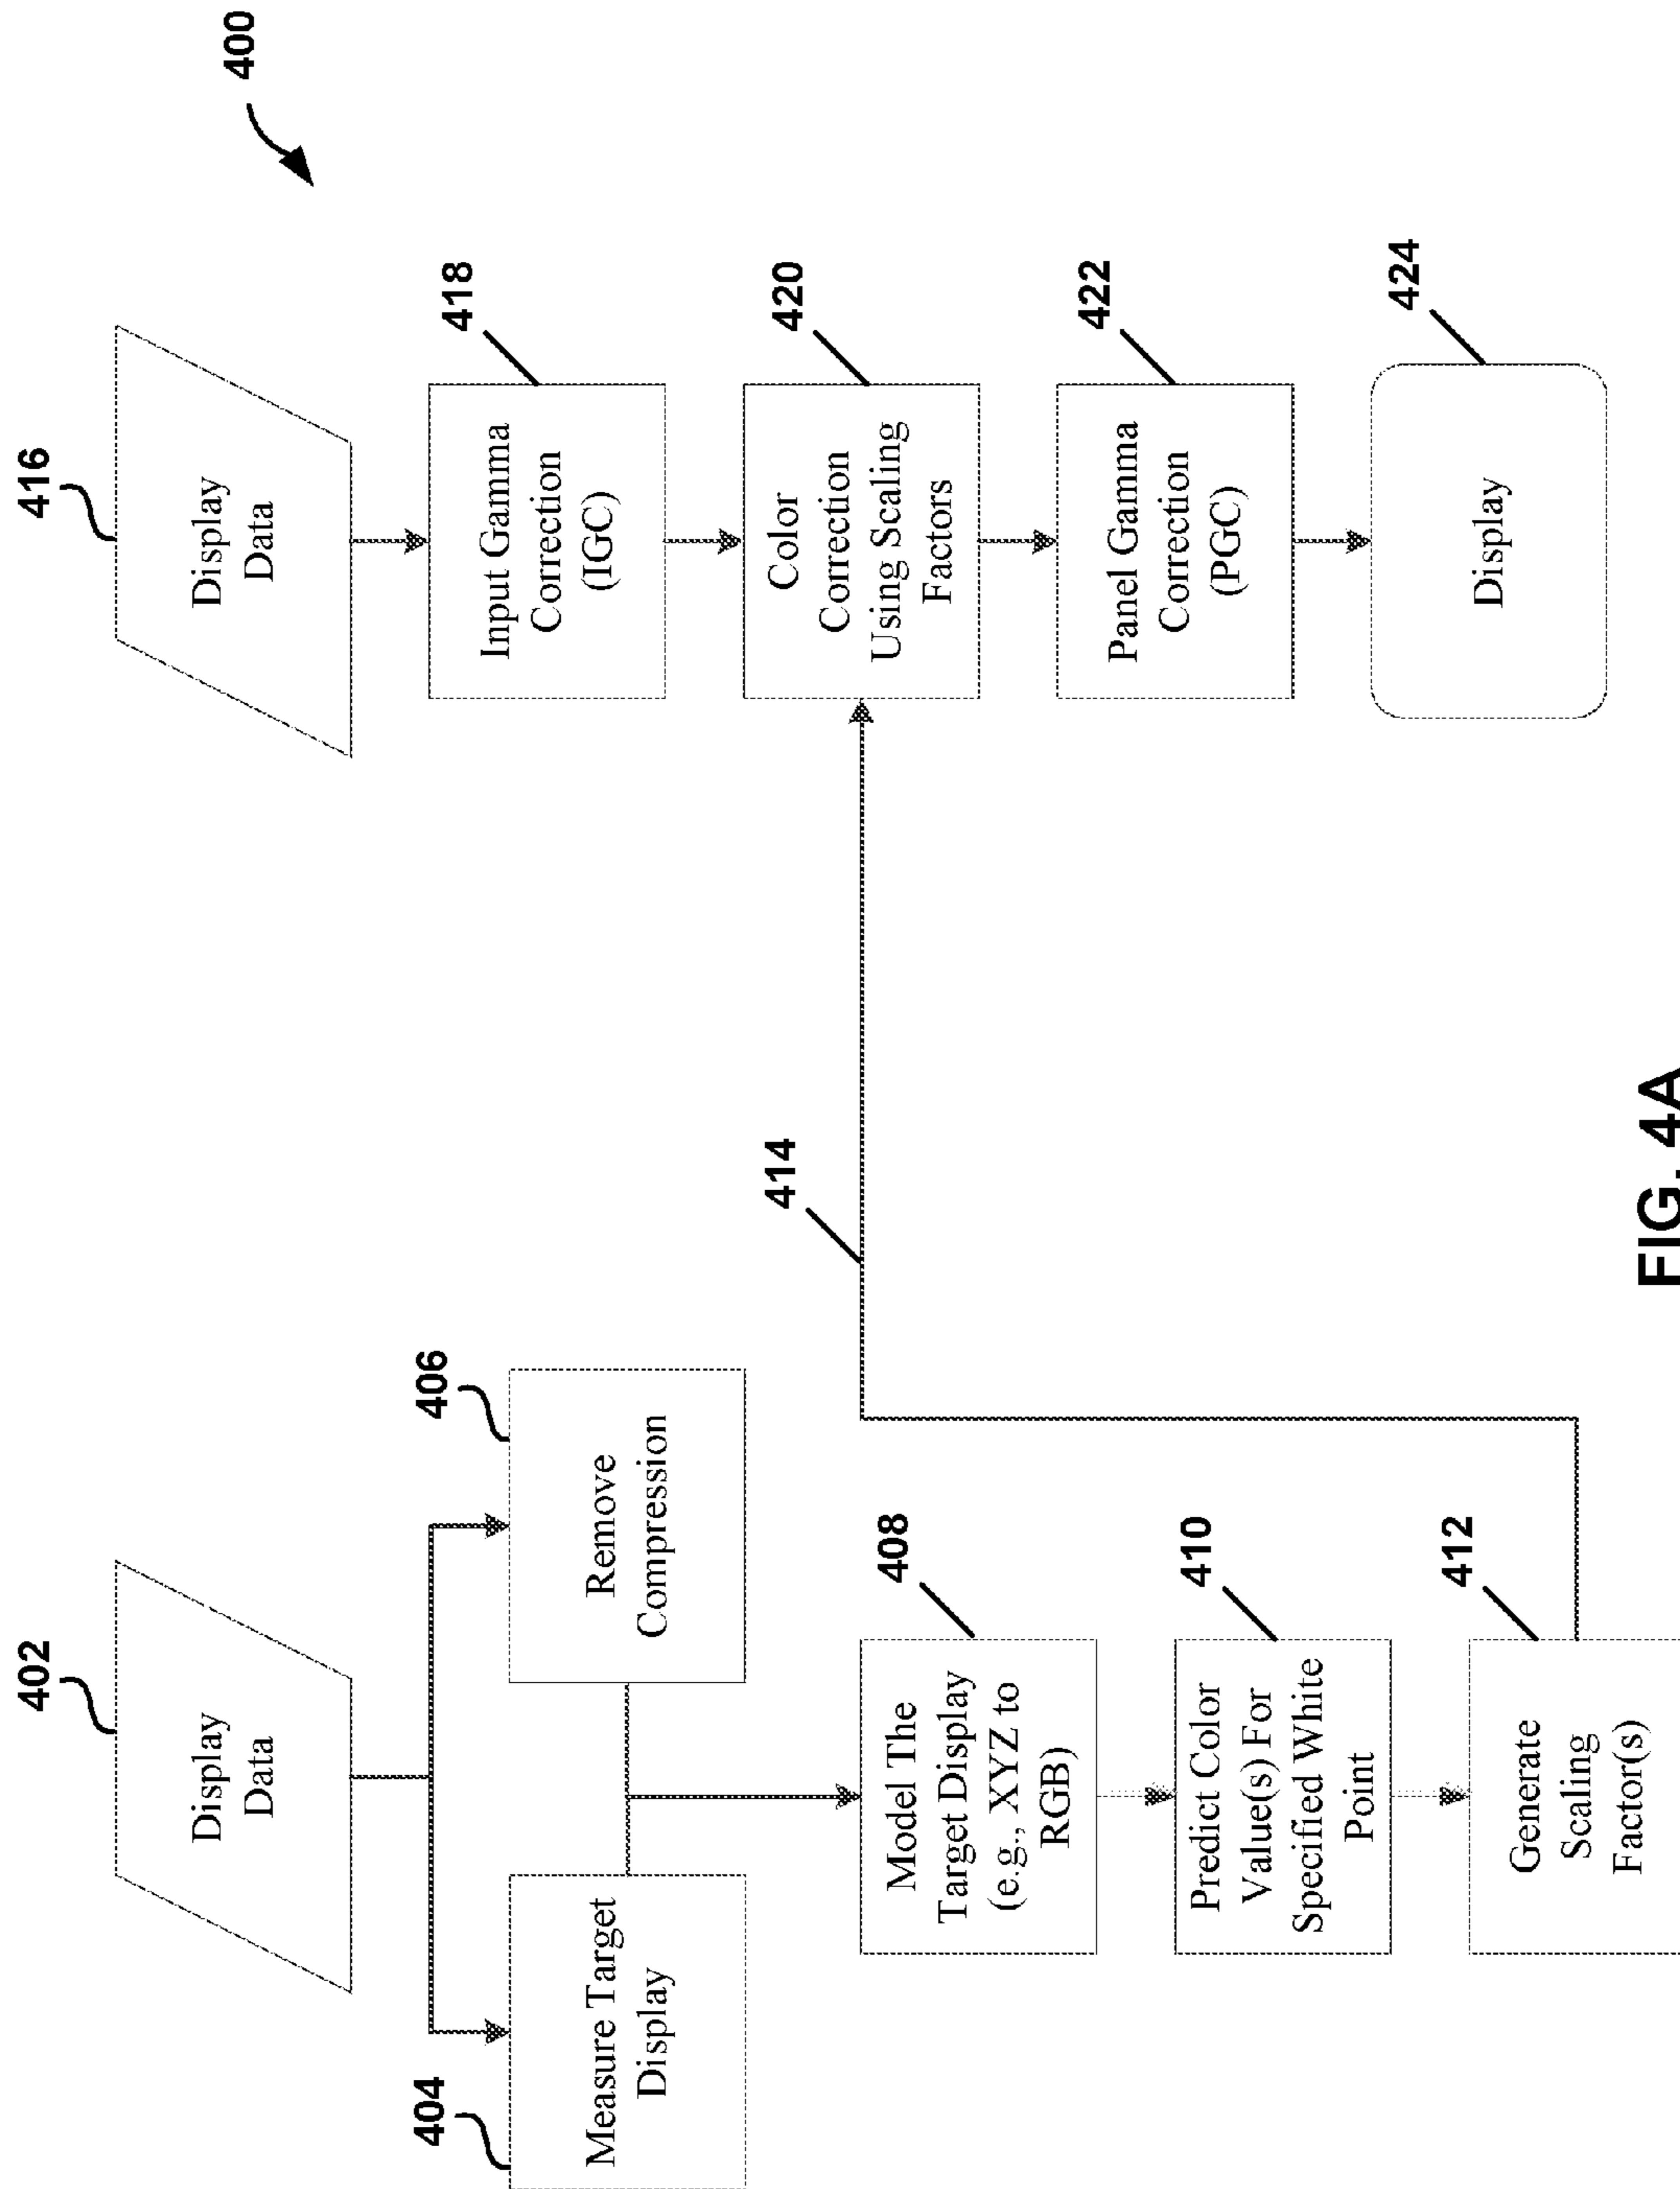 400
402
Display
Data
404
Measure Target
Display
406
Remove
Compression
408
Model The
Target Display
(e.g., XYZ to
RGB)
410
Predict Color
Value(s) For
Specified White
Point
412
Generate
Scaling
Factor(s)
414
416
Display
Data
418
Input Gamma
Correction
(IGC)
420
Color
Correction
Using Scaling
Factors
422
Panel Gamma
Correction
(PGC)
424
Display
FIG. 4A